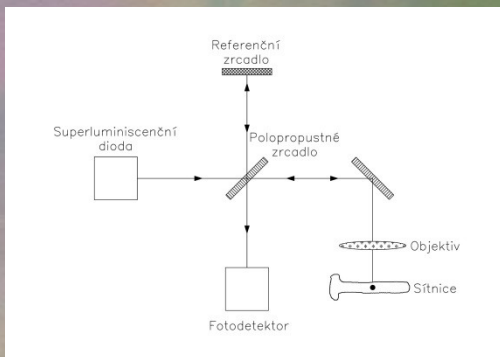 Referenční
zrcadlo
Superluminiscenční
dioda
Polopropustné
zrcadlo
Objektiv
Sítnice
Fotodetektor